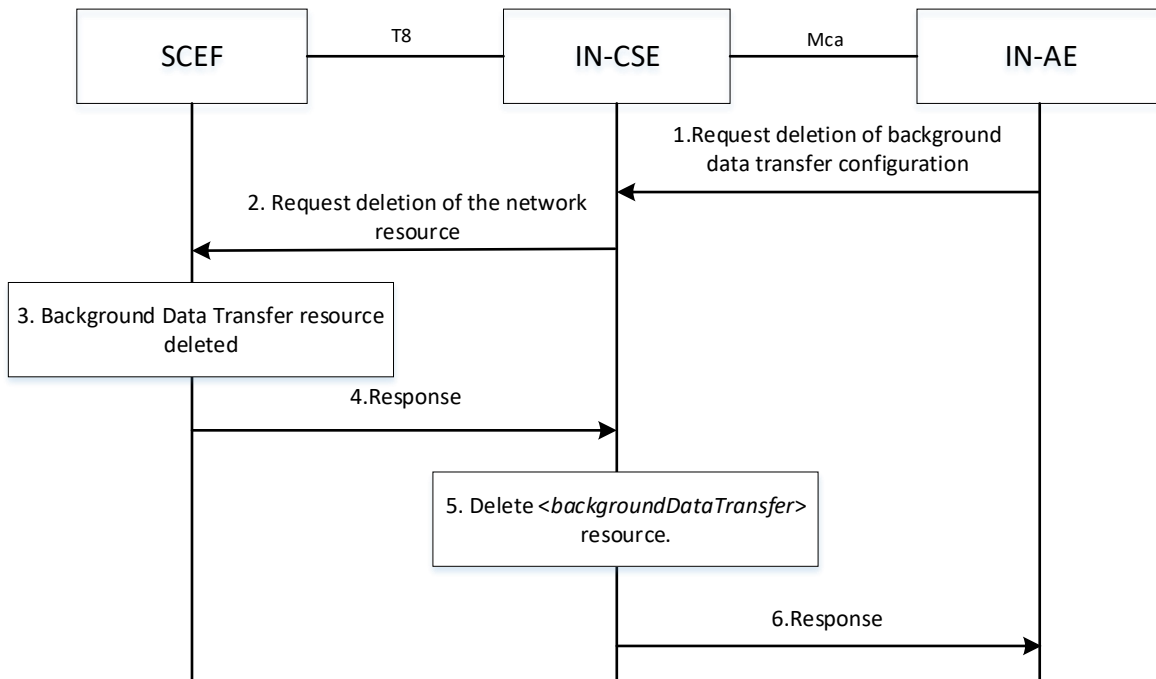 SCEF
T8
IN-CSE
Mca
IN-AE
1.Request deletion of background
data transfer configuration
2. Request deletion of the network
resource
3. Background Data Transfer resource
deleted
4.Response
5. Delete <backgroundDataTransfer>
resource.
6.Response